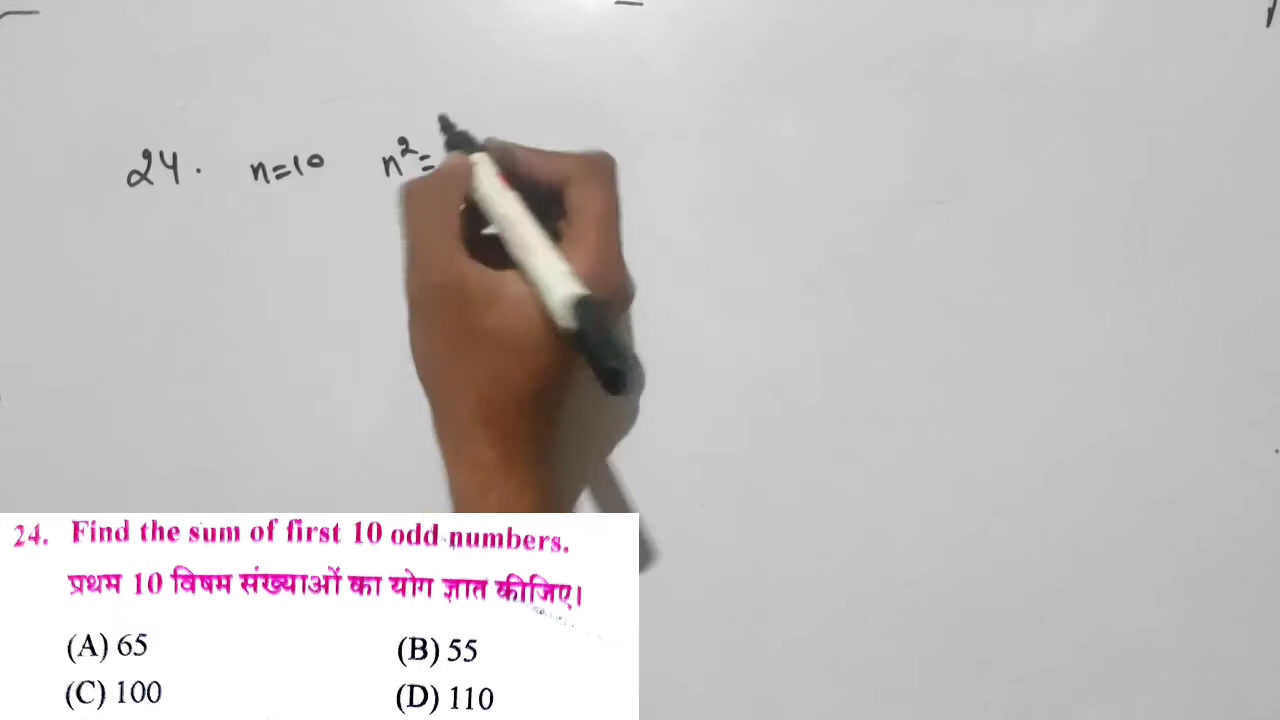 24. n=10 n²=
24. Find the sum of first 10 odd numbers.
प्रथम 10 विषम संख्याओं का योग ज्ञात कीजिए।
(A) 65 (B) 55
(C) 100 (D) 110